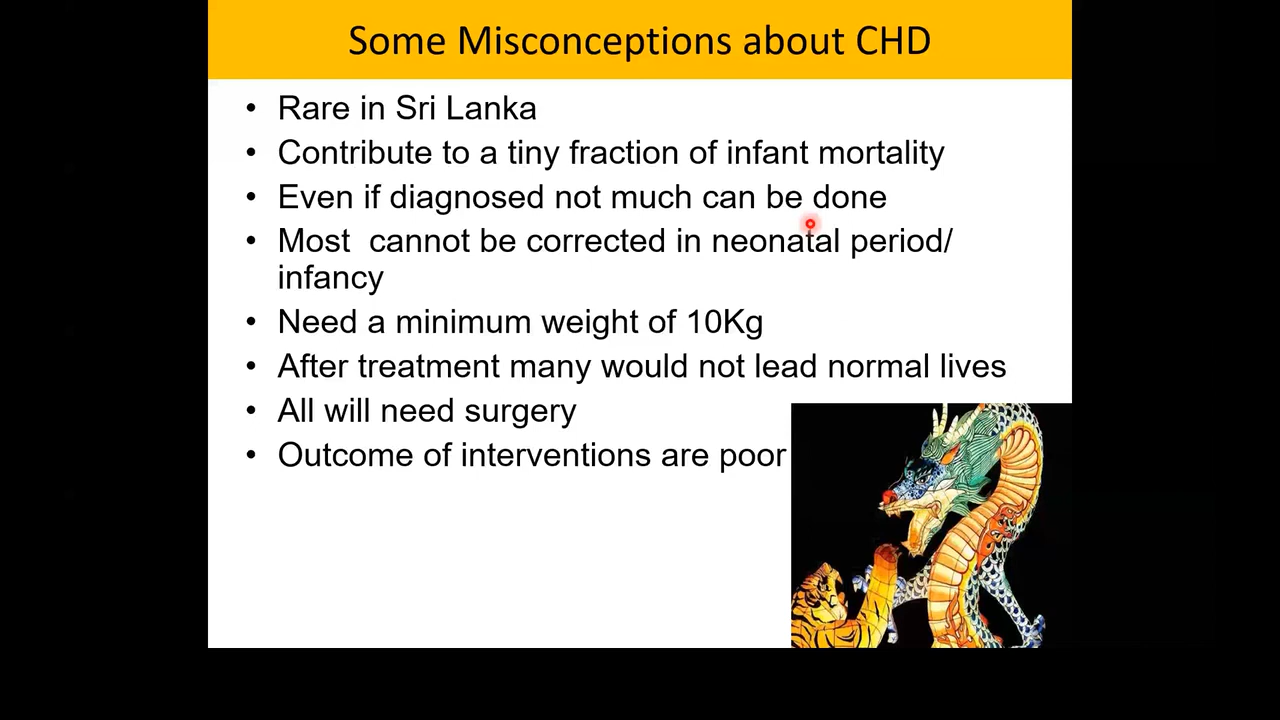 Some Misconceptions about CHD
• Rare in Sri Lanka
• Contribute to a tiny fraction of infant mortality
• Even if diagnosed not much can be done
• Most  cannot be corrected in neonatal period/
infancy
• Need a minimum weight of 10Kg
• After treatment many would not lead normal lives
• All will need surgery
• Outcome of interventions are poor